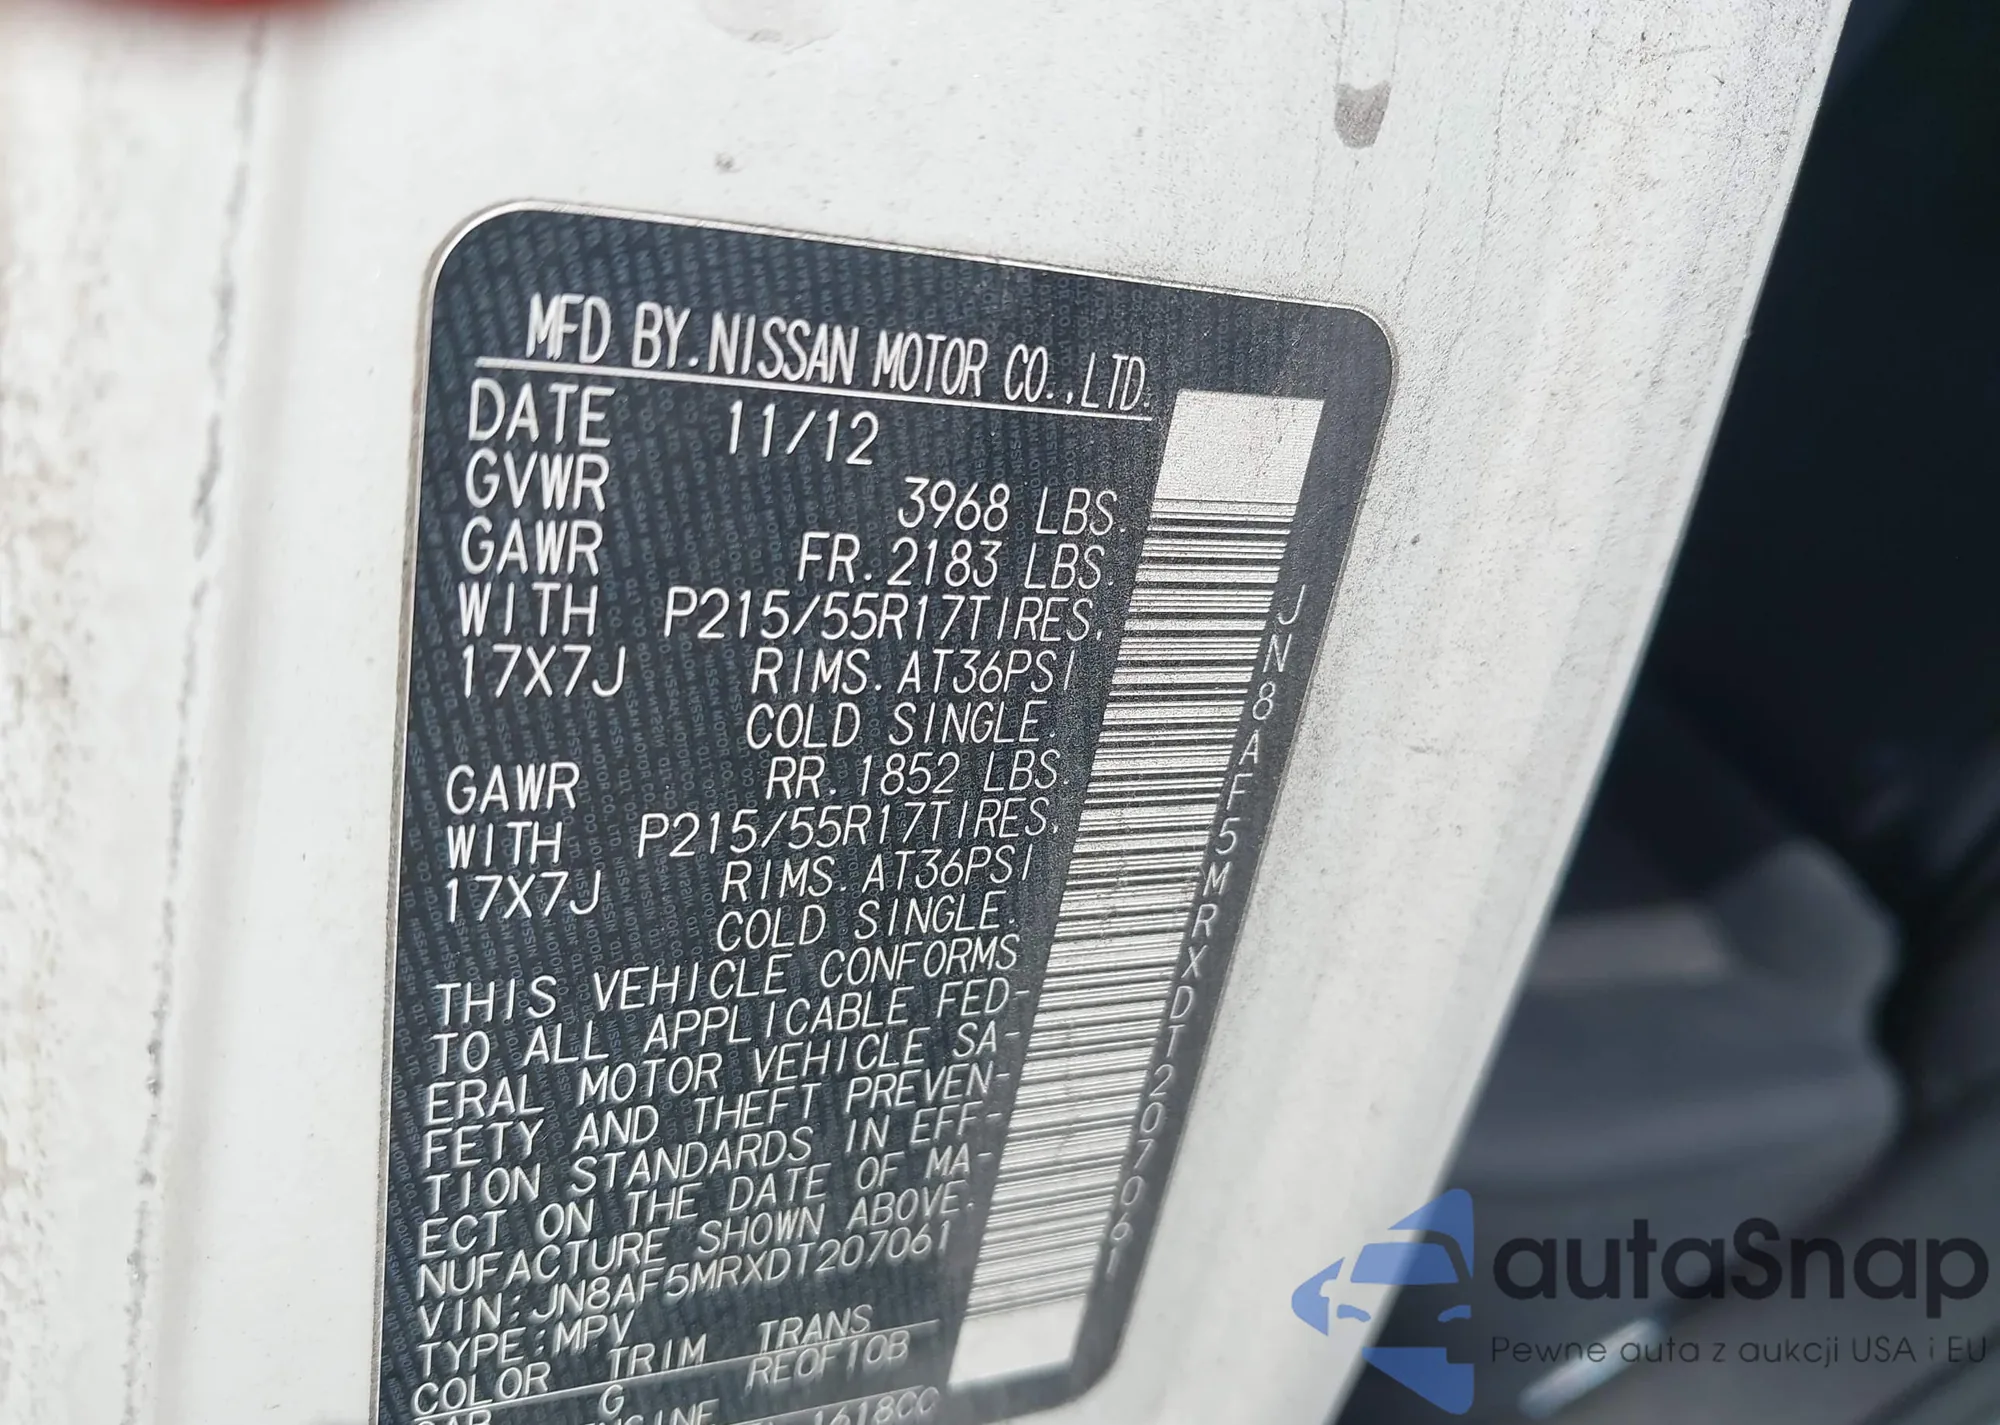 MFD BY.NISSAN MOTOR CO.,LTD.
DATE 11/12
GVWR 3968 LBS.
GAWR FR.2183 LBS.
WITH P215/55R17TIRES.
17X7J RIMS.AT36PSI
COLD SINGLE.
GAWR RR.1852 LBS.
WITH P215/55R17TIRES.
17X7J RIMS.AT36PSI
COLD SINGLE.
THIS VEHICLE CONFORMS
TO ALL APPLICABLE FED-
ERAL MOTOR VEHICLE SA-
FETY AND THEFT PREVEN-
TION STANDARDS IN EFF-
ECT ON THE DATE OF MA-
NUFACTURE SHOWN ABOVE.
VIN:JN8AF5MRXDT207061
TYPE:MPV
COLOR TRIM TRANS
G RE0F10B
ENGINE 1618CC
JN8AF5MRXDT207061
autaSnap
Pewne auta z aukcji USA i EU